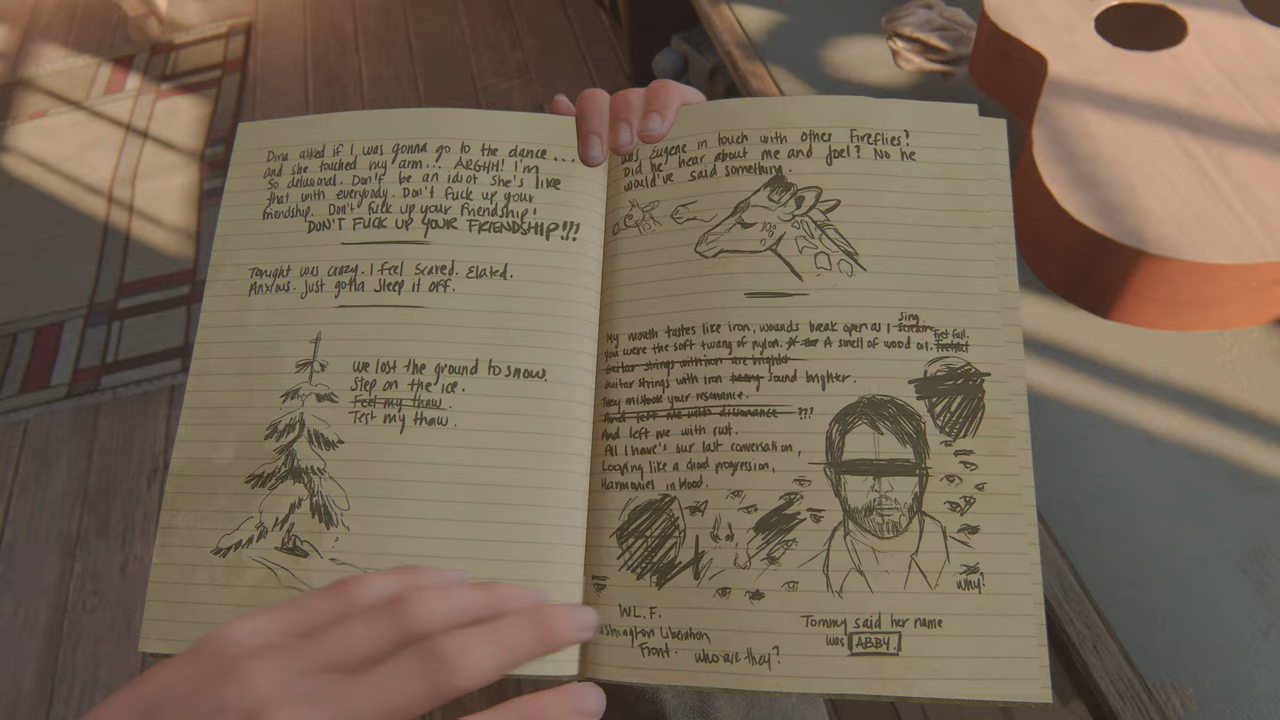 Dina asked if I was gonna go to the dance...
and she touched my arm... ARGHH! I'm
so delusional. Don't be an idiot. She's like
that with everybody. Don't fuck up your
friendship. Don't fuck up your friendship!
DON'T FUCK UP YOUR FRIENDSHIP!!!
Tonight was crazy. I feel scared. Elated.
Anxious. Just gotta sleep it off.
we lost the ground to snow.
Step on the ice.
Feel my thaw.
Test my thaw.
Was Eugene in touch with other Fireflies?
Did he hear about me and Joel? No he
would've said something.
My mouth tastes like iron, wounds break open as I scream sing
You were the soft twang of nylon. A smell of wood oil. fretful
fret fall.
Guitar strings with iron are brighter
Guitar strings with iron twang sound brighter.
They mistook your resonance.
And left me with dissonance ???
And left me with rust.
All I have's our last conversation,
Looping like a chord progression,
Harmonies in blood.
why?
W.L.F.
ashington Liberation
Front. who are they?
Tommy said her name
was ABBY.